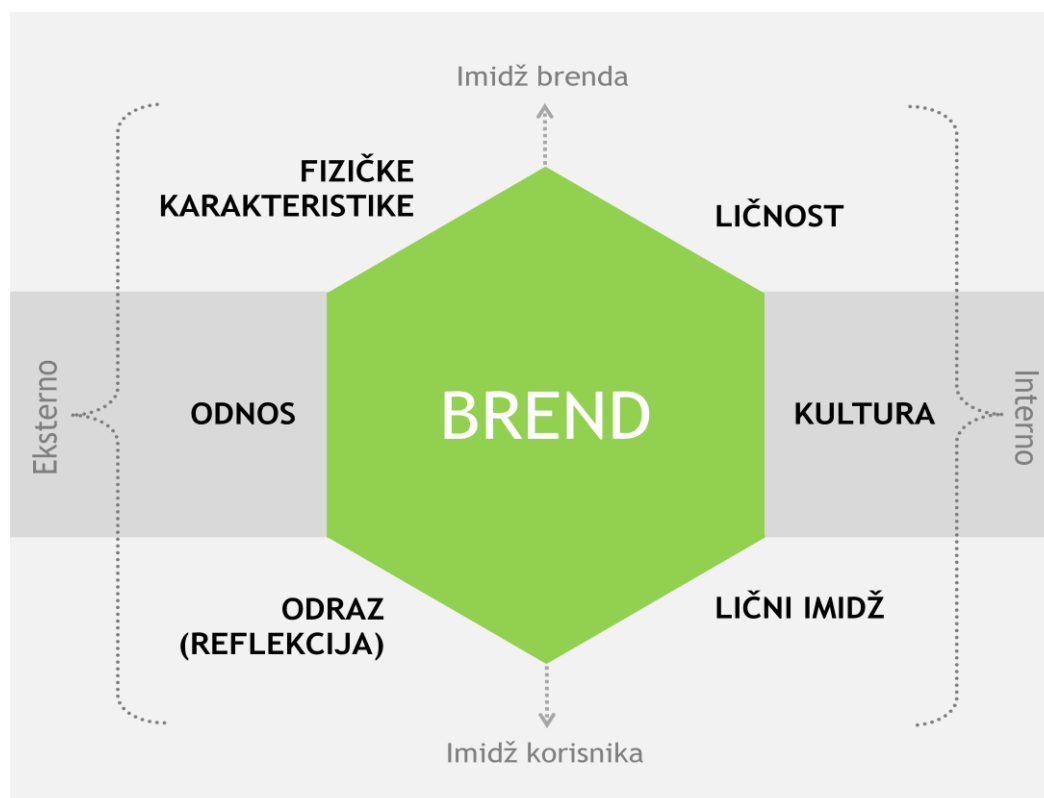 Imidž brenda
FIZIČKE
KARAKTERISTIKE
LIČNOST
Eksterno
ODNOS
BREND
KULTURA
Interno
ODRAZ
(REFLEKCIJA)
LIČNI IMIDŽ
Imidž korisnika